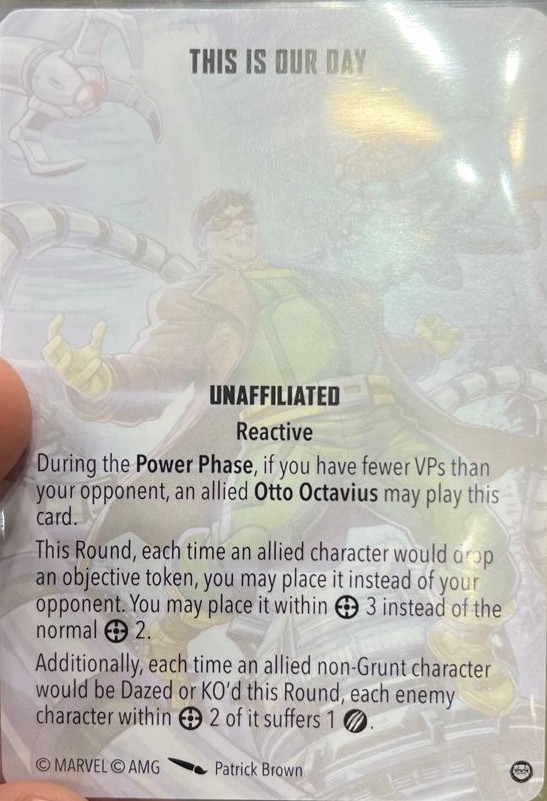 THIS IS OUR DAY
UNAFFILIATED
Reactive
During the Power Phase, if you have fewer VPs than
your opponent, an allied Otto Octavius may play this
card.
This Round, each time an allied character would drop
an objective token, you may place it instead of your
opponent. You may place it within 3 instead of the
normal 2.
Additionally, each time an allied non-Grunt character
would be Dazed or KO'd this Round, each enemy
character within 2 of it suffers 1 .
© MARVEL © AMG Patrick Brown